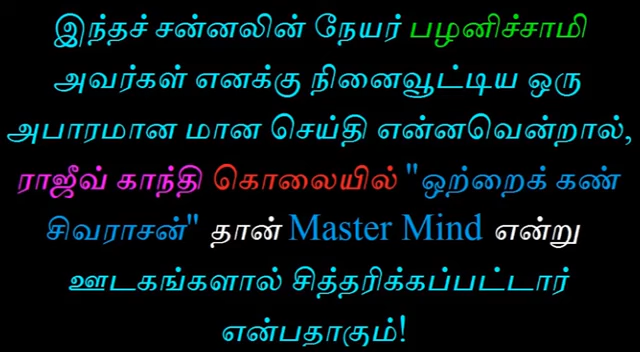 இந்தச் சன்னலின் நேயர் பழனிச்சாமி
அவர்கள் எனக்கு நினைவூட்டிய ஒரு
அபாரமான மான செய்தி என்னவென்றால்,
ராஜீவ் காந்தி கொலையில் "ஒற்றைக் கண்
சிவராசன்" தான் Master Mind என்று
ஊடகங்களால் சித்தரிக்கப்பட்டார்
என்பதாகும்!